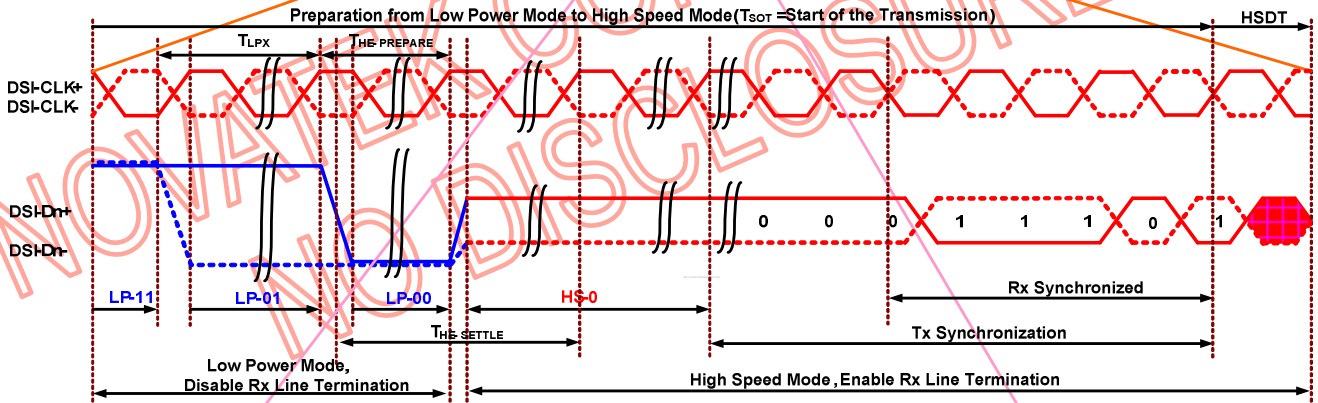 Preparation from Low Power Mode to High Speed Mode(TSOT =Start of the Transmission)
HSDT
TLPX
THE-PREPARE
DSI-CLK+
DSI-CLK-
DSI-Dn+
DSI-Dn-
0 0 0 1 1 1 0 1
LP-11
LP-01
LP-00
HS-0
Rx Synchronized
THE-SETTLE
Tx Synchronization
Low Power Mode,
Disable Rx Line Termination
High Speed Mode ,Enable Rx Line Termination
NOVATEK CO
NO DISCLOSURE